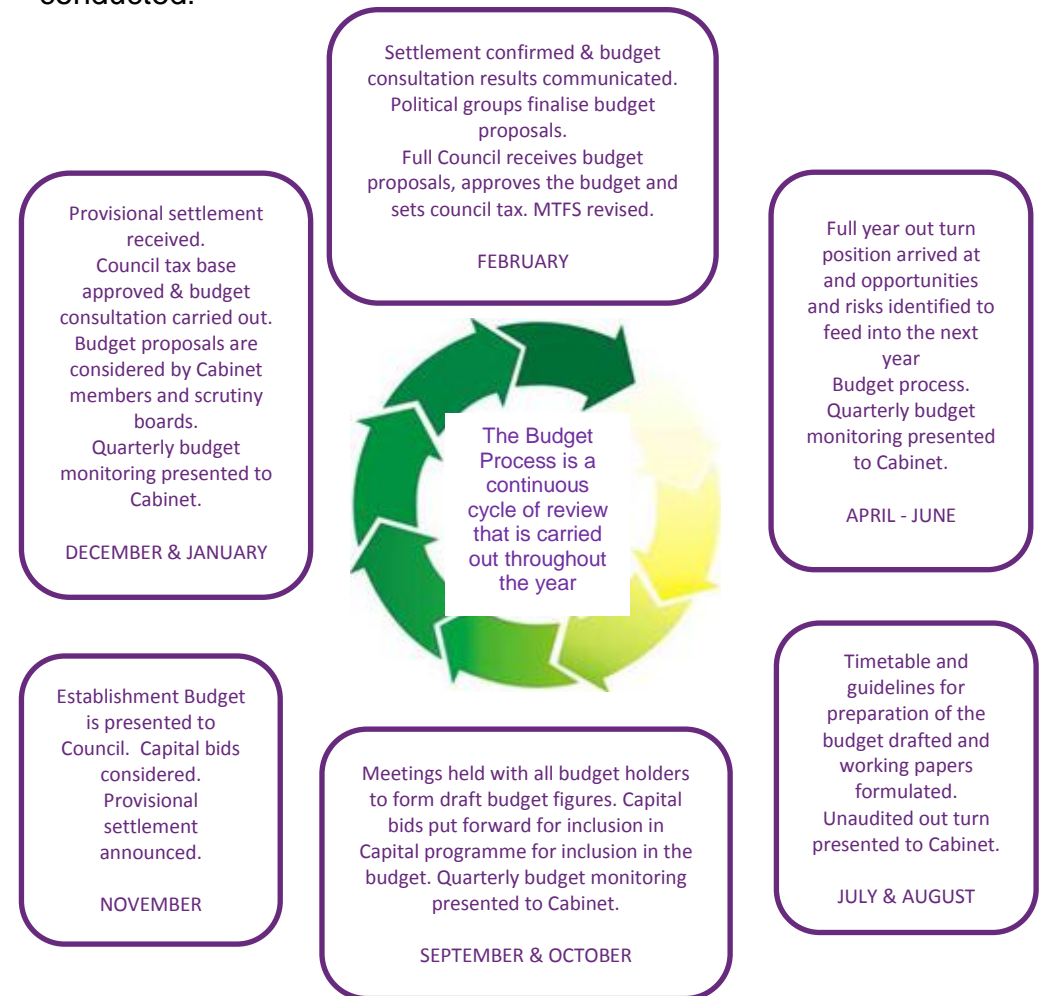 conducted.
Settlement confirmed & budget
consultation results communicated.
Political groups finalise budget
proposals.
Full Council receives budget
proposals, approves the budget and
sets council tax. MTFS revised.
FEBRUARY
Provisional settlement
received.
Council tax base
approved & budget
consultation carried out.
Budget proposals are
considered by Cabinet
members and scrutiny
boards.
Quarterly budget
monitoring presented to
Cabinet.
DECEMBER & JANUARY
Full year out turn
position arrived at
and opportunities
and risks identified to
feed into the next
year
Budget process.
Quarterly budget
monitoring presented
to Cabinet.
APRIL - JUNE
The Budget
Process is a
continuous
cycle of review
that is carried
out throughout
the year
Establishment Budget
is presented to
Council. Capital bids
considered.
Provisional
settlement
announced.
NOVEMBER
Meetings held with all budget holders
to form draft budget figures. Capital
bids put forward for inclusion in
Capital programme for inclusion in the
budget. Quarterly budget monitoring
presented to Cabinet.
SEPTEMBER & OCTOBER
Timetable and
guidelines for
preparation of the
budget drafted and
working papers
formulated.
Unaudited out turn
presented to Cabinet.
JULY & AUGUST